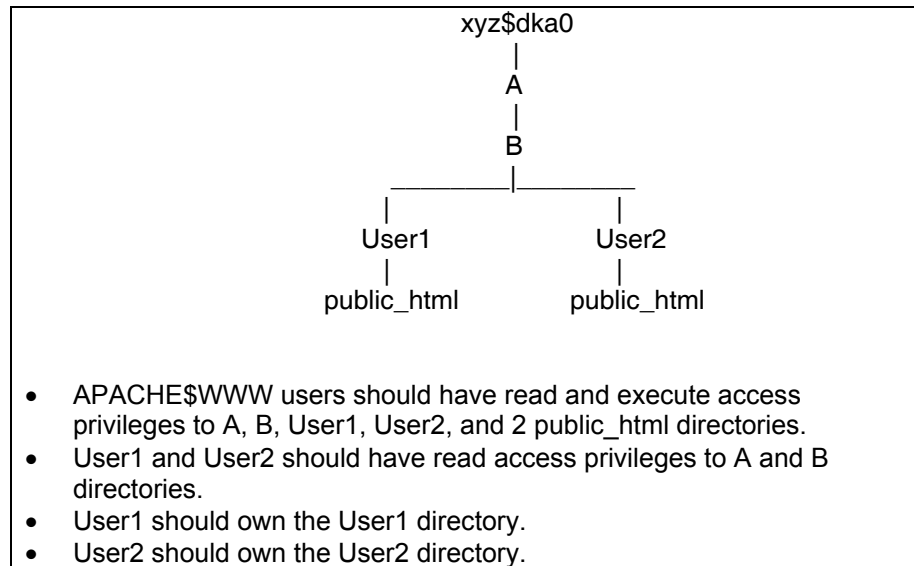 xyz$dka0
|
A
|
B
________|________
| |
User1 User2
| |
public_html public_html
• APACHE$WWW users should have read and execute access
privileges to A, B, User1, User2, and 2 public_html directories.
• User1 and User2 should have read access privileges to A and B
directories.
• User1 should own the User1 directory.
• User2 should own the User2 directory.